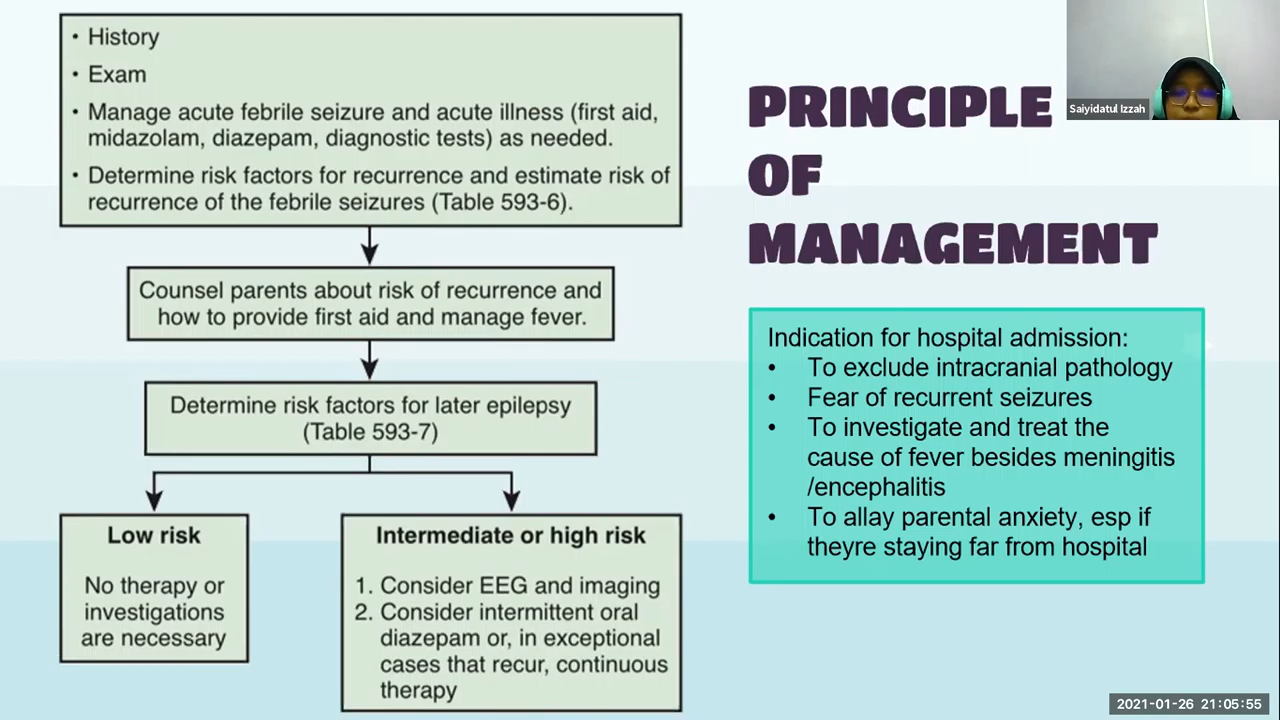 • History
• Exam
• Manage acute febrile seizure and acute illness (first aid,
midazolam, diazepam, diagnostic tests) as needed.
• Determine risk factors for recurrence and estimate risk of
recurrence of the febrile seizures (Table 593-6).
Counsel parents about risk of recurrence and
how to provide first aid and manage fever.
Determine risk factors for later epilepsy
(Table 593-7)
Low risk
No therapy or
investigations
are necessary
Intermediate or high risk
1. Consider EEG and imaging
2. Consider intermittent oral
diazepam or, in exceptional
cases that recur, continuous
therapy
PRINCIPLE
OF
MANAGEMENT
Indication for hospital admission:
• To exclude intracranial pathology
• Fear of recurrent seizures
• To investigate and treat the
cause of fever besides meningitis
/encephalitis
• To allay parental anxiety, esp if
theyre staying far from hospital
Saiyidatul Izzah
2021-01-26 21:05:55